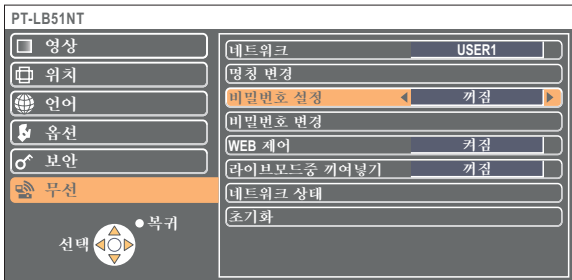 PT-LB51NT
영상
위치
언어
옵션
보안
무선
복귀
선택
네트워크 USER1
명칭 변경
비밀번호 설정 꺼짐
비밀번호 변경
WEB 제어 켜짐
라이브모드중 끼여넣기 꺼짐
네트워크 상태
초기화